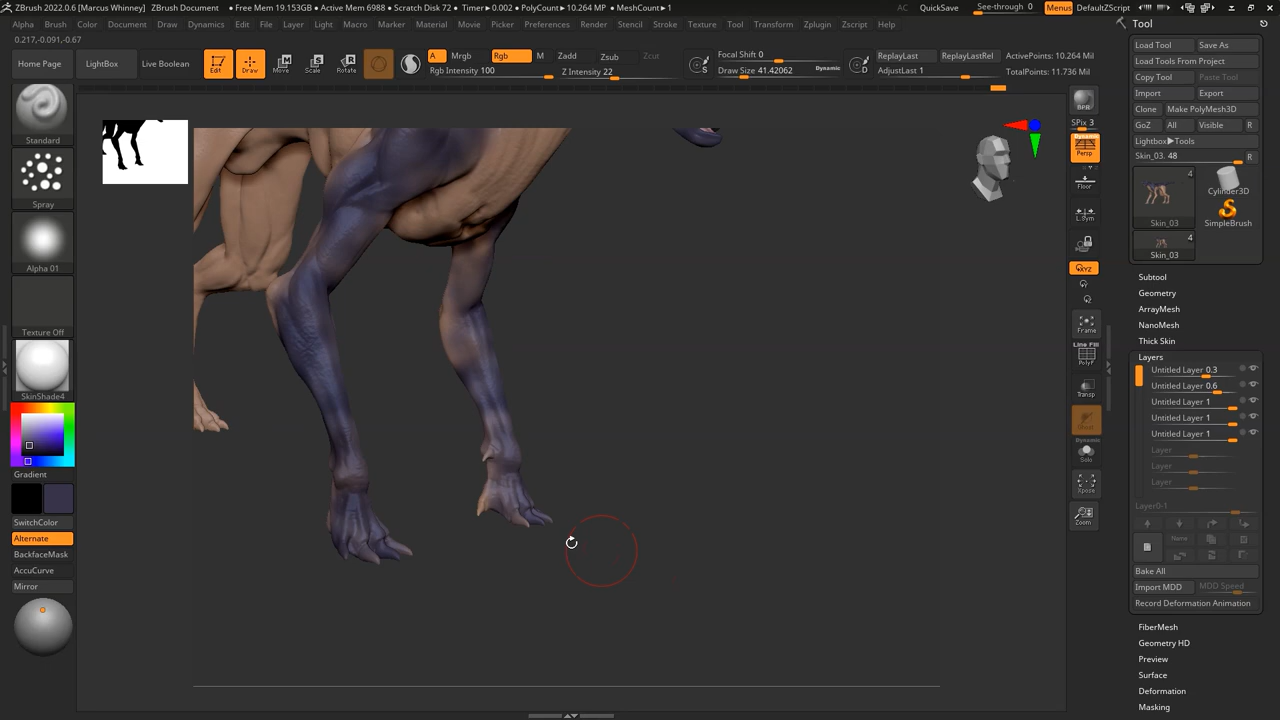 ZBrush 2022.0.6 [Marcus Whinney] ZBrush Document • Free Mem 19.153GB • Active Mem 6988 • Scratch Disk 72 • Timer▸0.002 • PolyCount▸10.264 MP • MeshCount▸1 AC QuickSave See-through 0 Menus DefaultZScript
Alpha Brush Color Document Draw Dynamics Edit File Layer Light Macro Marker Material Movie Picker Preferences Render Stencil Stroke Texture Tool Transform Zplugin Zscript Help
0.217,-0.091,-0.67
Home Page LightBox Live Boolean Edit Draw Move Scale Rotate
A Mrgb Rgb M Zadd Zsub Zcut
Rgb Intensity 100 Z Intensity 22
Focal Shift 0
Draw Size 41.42062 Dynamic
S D
ReplayLast ReplayLastRel ActivePoints: 10.264 Mil
AdjustLast 1 TotalPoints: 11.736 Mil
Standard
Spray
Alpha 01
Texture Off
SkinShade4
Gradient
SwitchColor
Alternate
BackfaceMask
AccuCurve
Mirror
BPR
SPix 3
Dynamic
Persp
Floor
L.Sym
XYZ
Frame
Line Fill
PolyF
Transp
Ghost
Dynamic
Solo
Xpose
Zoom
Tool
Load Tool Save As
Load Tools From Project
Copy Tool Paste Tool
Import Export
Clone Make PolyMesh3D
GoZ All Visible R
Lightbox▸Tools
Skin_03. 48 R
4
Skin_03 Cylinder3D
SimpleBrush
4
Skin_03
Subtool
Geometry
ArrayMesh
NanoMesh
Thick Skin
Layers
Untitled Layer 0.3
Untitled Layer 0.6
Untitled Layer 1
Untitled Layer 1
Untitled Layer 1
Layer
Layer
Layer
Layer0-1
Name
Bake All
Import MDD MDD Speed
Record Deformation Animation
FiberMesh
Geometry HD
Preview
Surface
Deformation
Masking